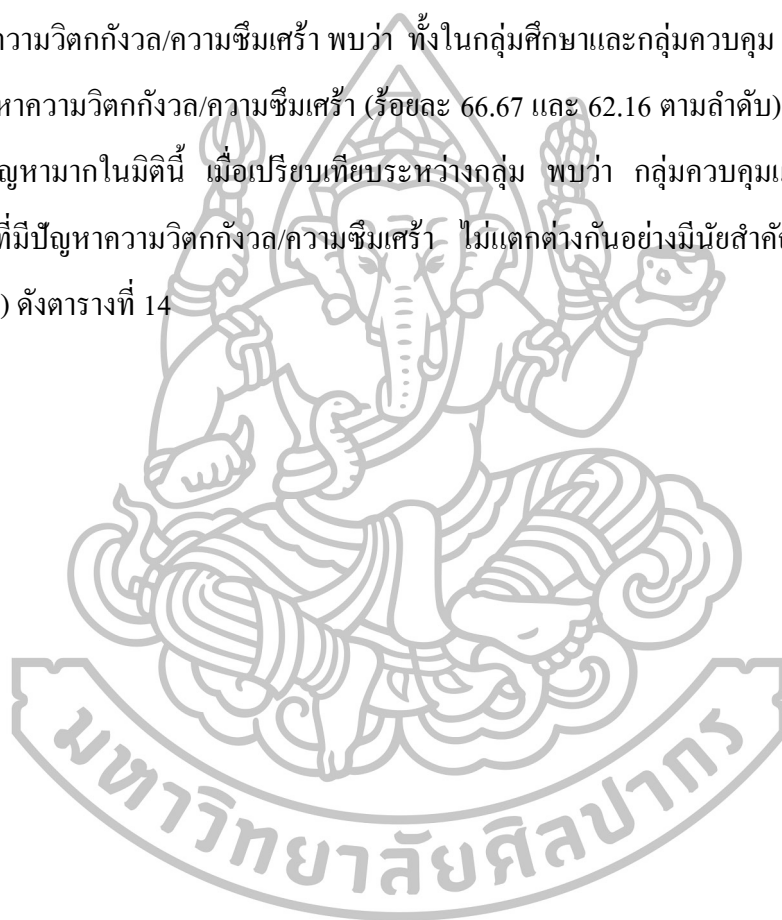 ความวิตกกังวล/ความซึมเศร้า พบว่า ทั้งในกลุ่มศึกษาและกลุ่มควบคุม
หาความวิตกกังวล/ความซึมเศร้า (ร้อยละ 66.67 และ 62.16 ตามลำดับ)
ญหามากในมิตินี้ เมื่อเปรียบเทียบระหว่างกลุ่ม พบว่า กลุ่มควบคุม
ที่มีปัญหาความวิตกกังวล/ความซึมเศร้า ไม่แตกต่างกันอย่างมีนัยสำคั
) ดังตารางที่ 14
มหาวิทยาลัยศิลปากร